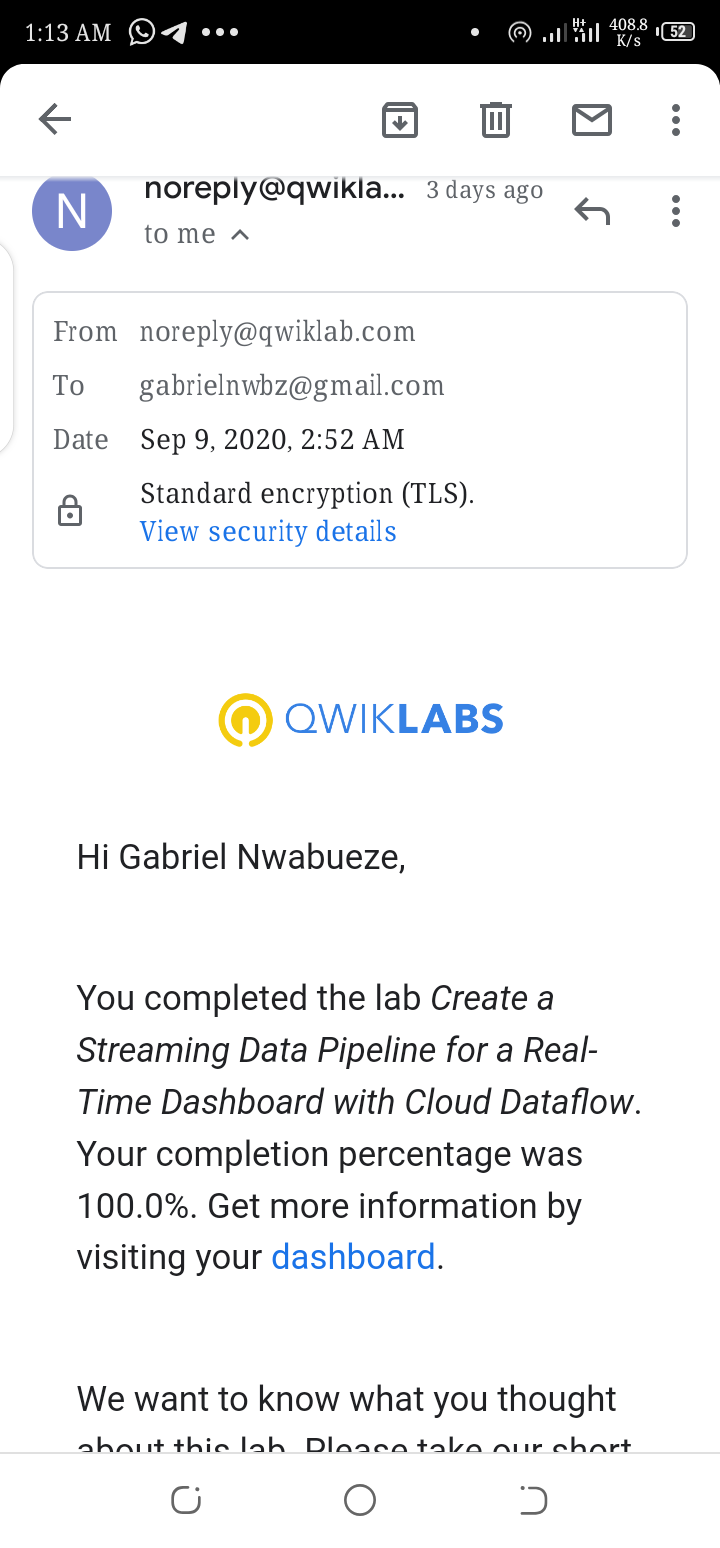 1:13 AM
408.8
K/s
52
H+
noreply@qwikla... 3 days ago
N
to me
From noreply@qwiklab.com
To gabrielnwbz@gmail.com
Date Sep 9, 2020, 2:52 AM
Standard encryption (TLS).
View security details
QWIKLABS
Hi Gabriel Nwabueze,
You completed the lab Create a
Streaming Data Pipeline for a Real-
Time Dashboard with Cloud Dataflow.
Your completion percentage was
100.0%. Get more information by
visiting your dashboard.
We want to know what you thought
about this lab. Please take our short